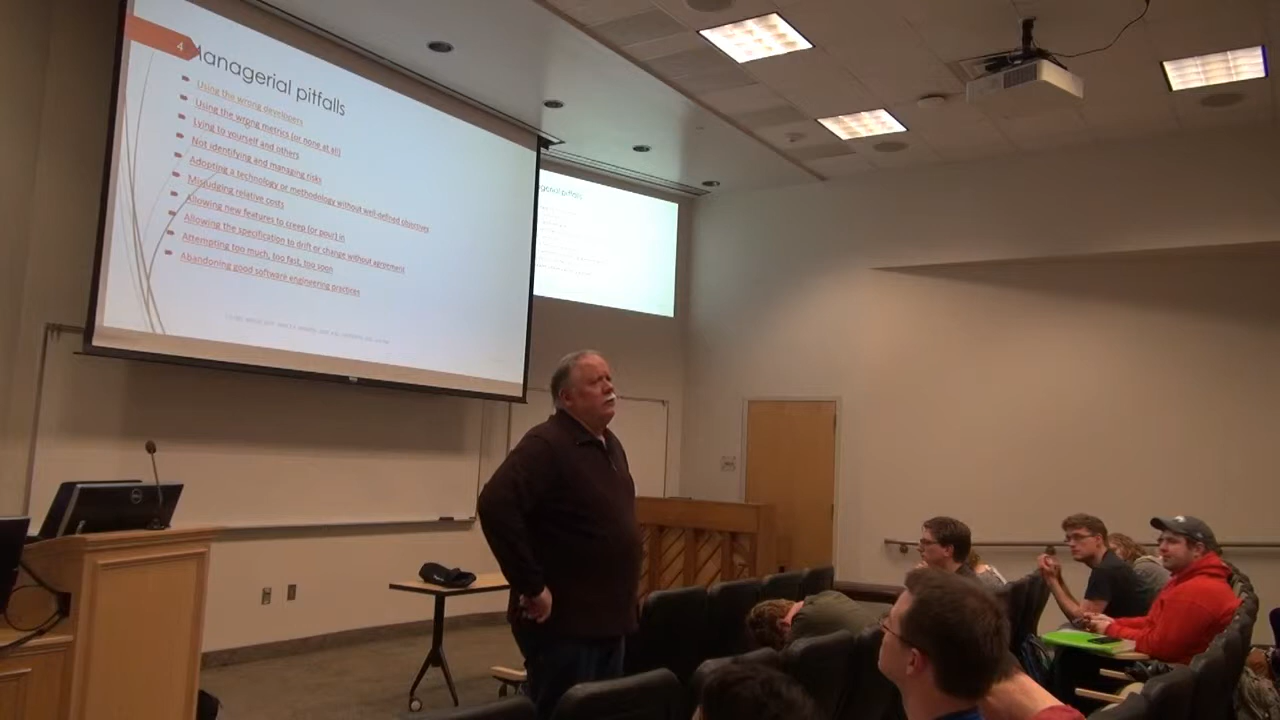 4
Managerial pitfalls
Using the wrong developers
Using the wrong metrics (or none at all)
Lying to yourself and others
Not identifying and managing risks
Adopting a technology or methodology without well-defined objectives
Misjudging relative costs
Allowing new features to creep (or pour) in
Allowing the specification to drift or change without agreement
Attempting too much, too fast, too soon
Abandoning good software engineering practices
pitfalls
DELL